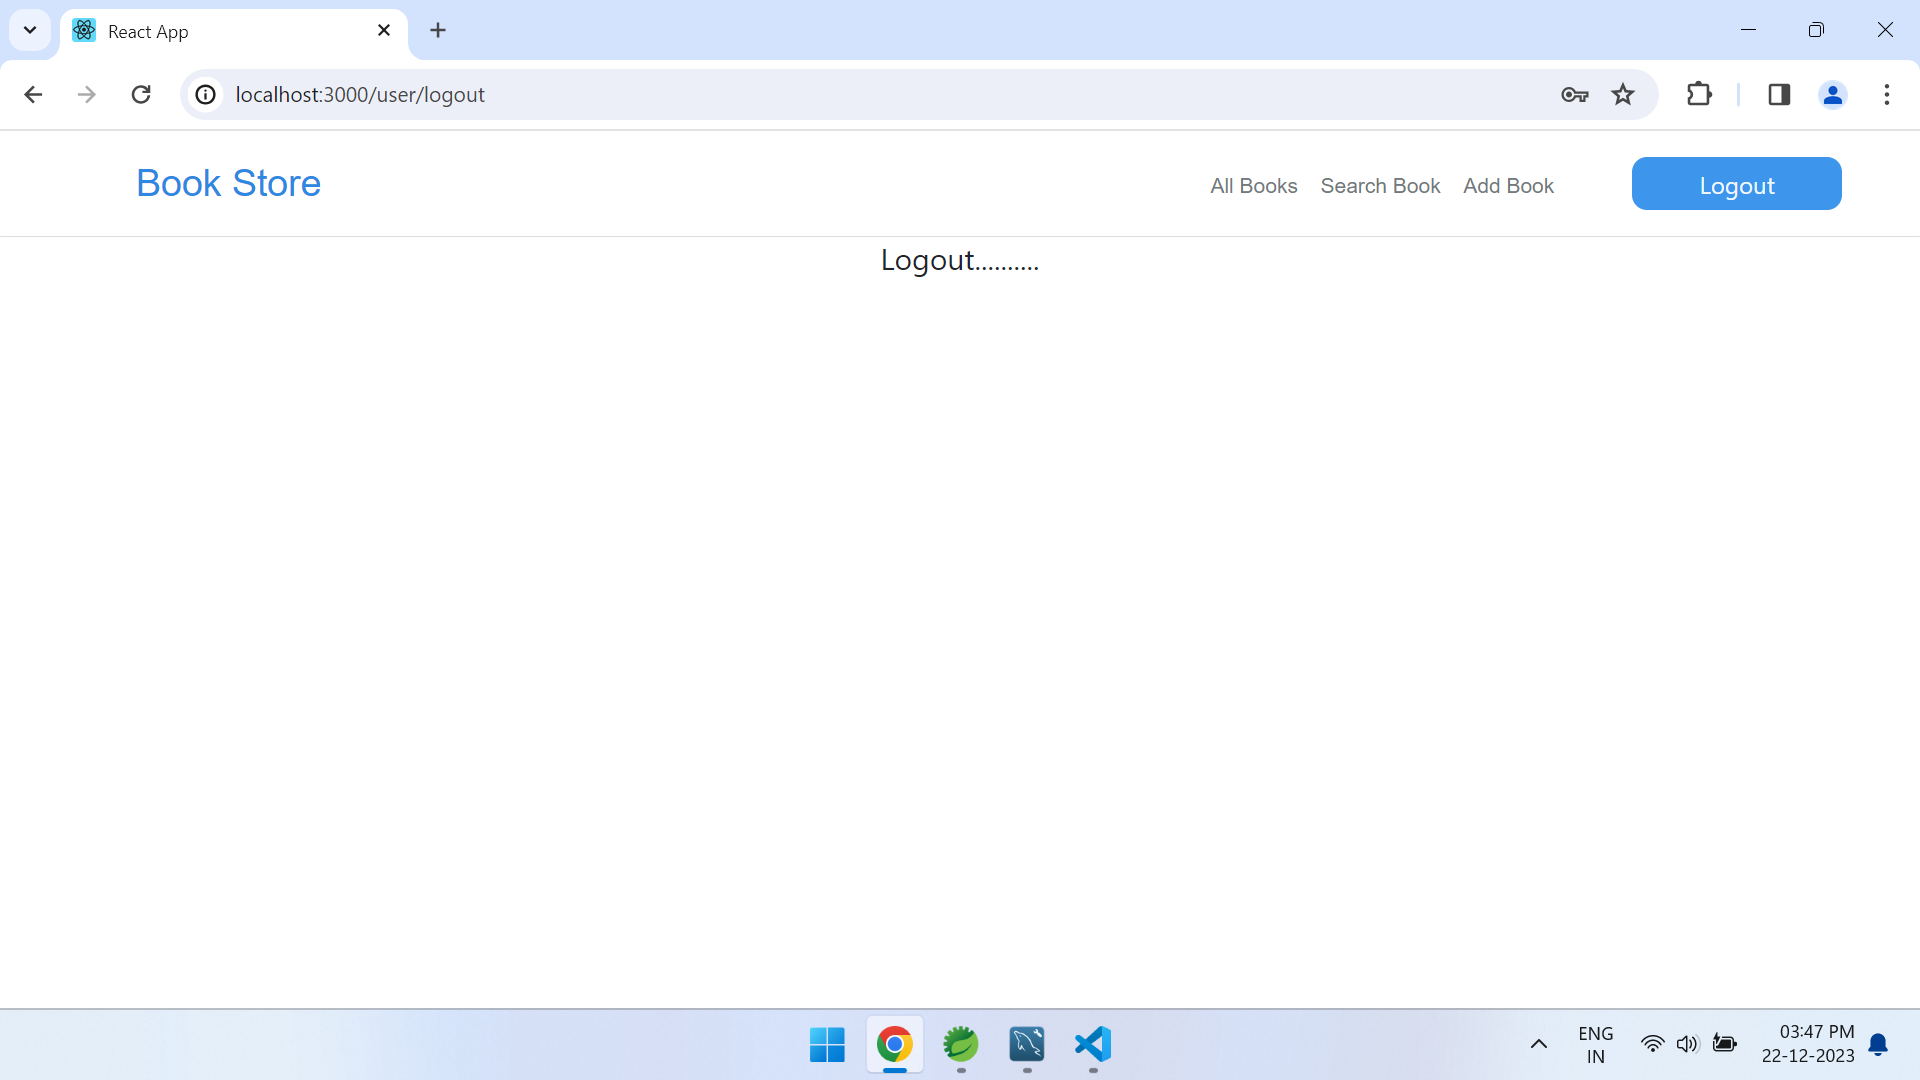 React App
localhost:3000/user/logout
Book Store
All Books Search Book Add Book Logout
Logout..........
ENG
IN
03:47 PM
22-12-2023